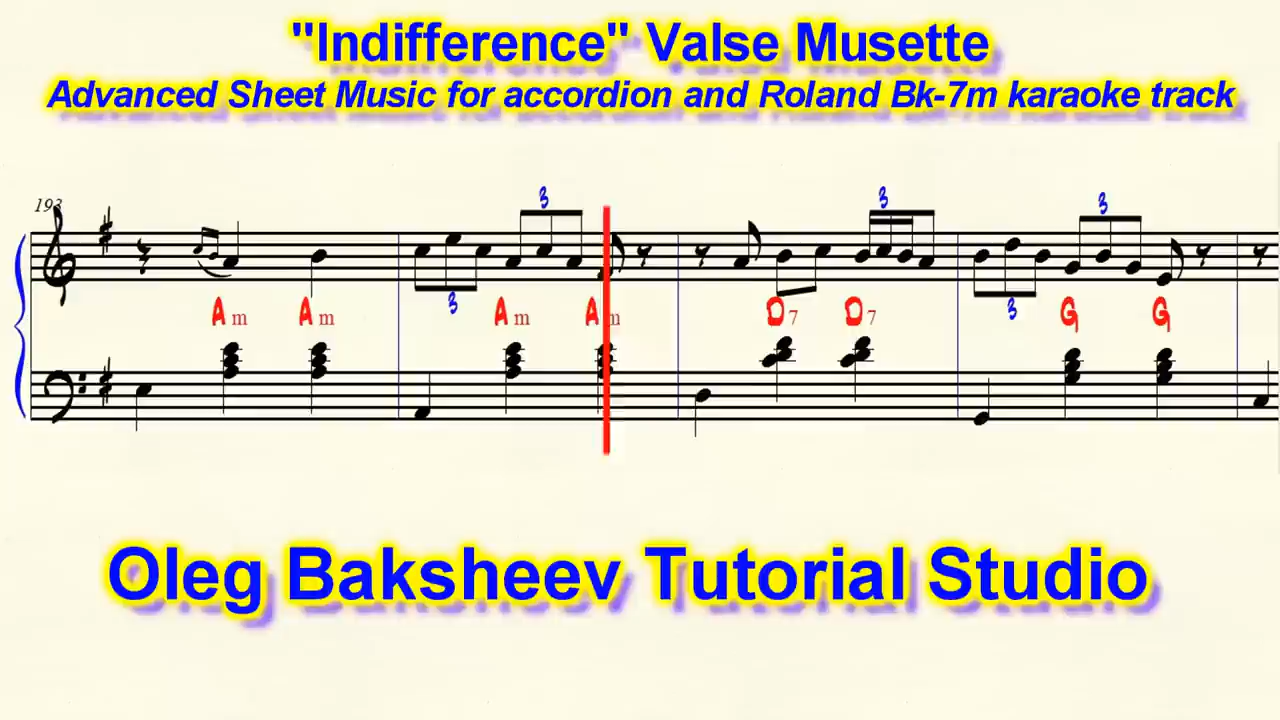 "Indifference" Valse Musette
Advanced Sheet Music for accordion and Roland Bk-7m karaoke track
193
3 3 3
3 3
Am Am Am Am D7 D7 G G
Oleg Baksheev Tutorial Studio